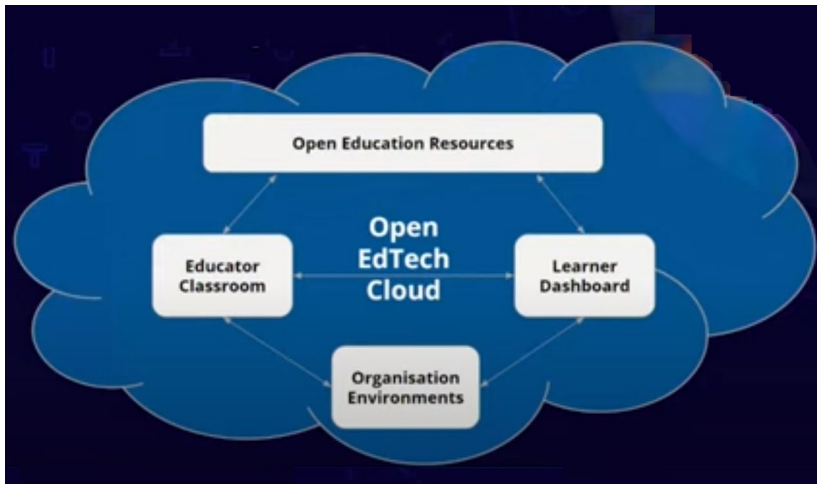 Open Education Resources
Open
EdTech
Cloud
Educator
Classroom
Learner
Dashboard
Organisation
Environments